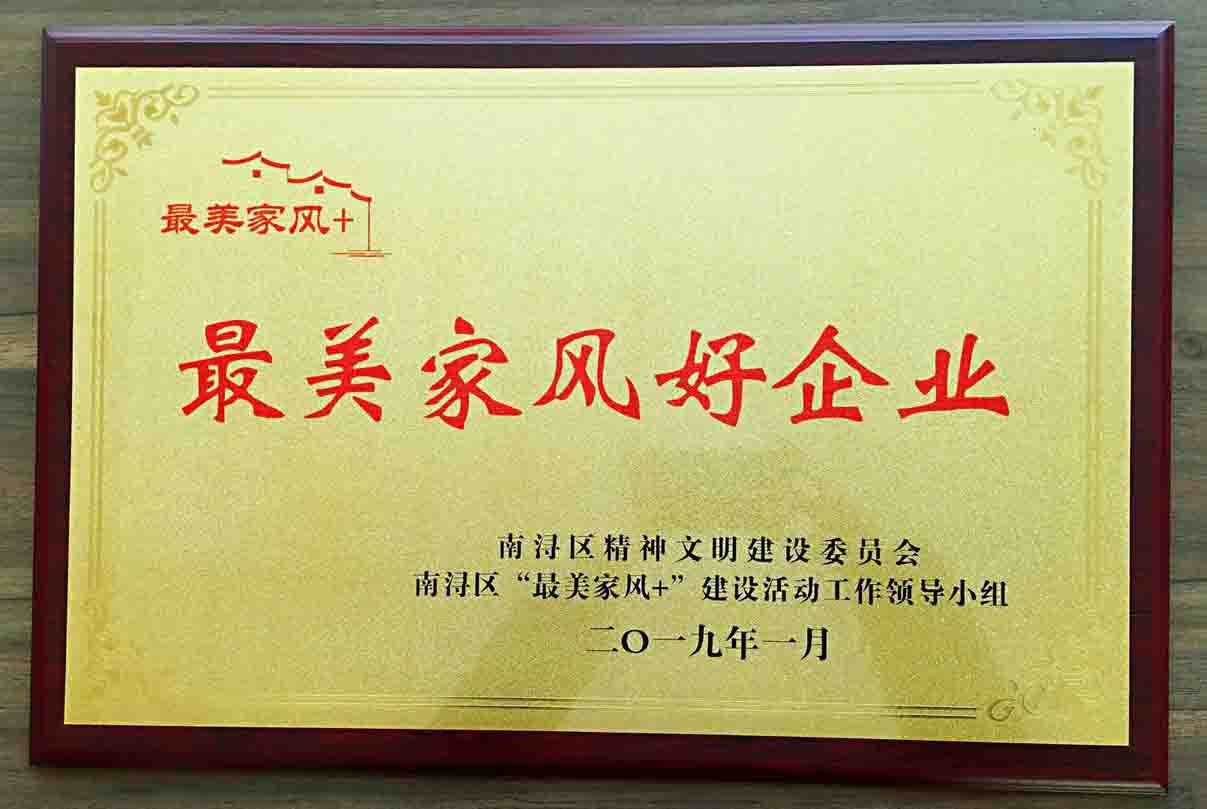 最美家风+
最美家风好企业
南浔区精神文明建设委员会
南浔区“最美家风+”建设活动工作领导小组
二〇一九年一月